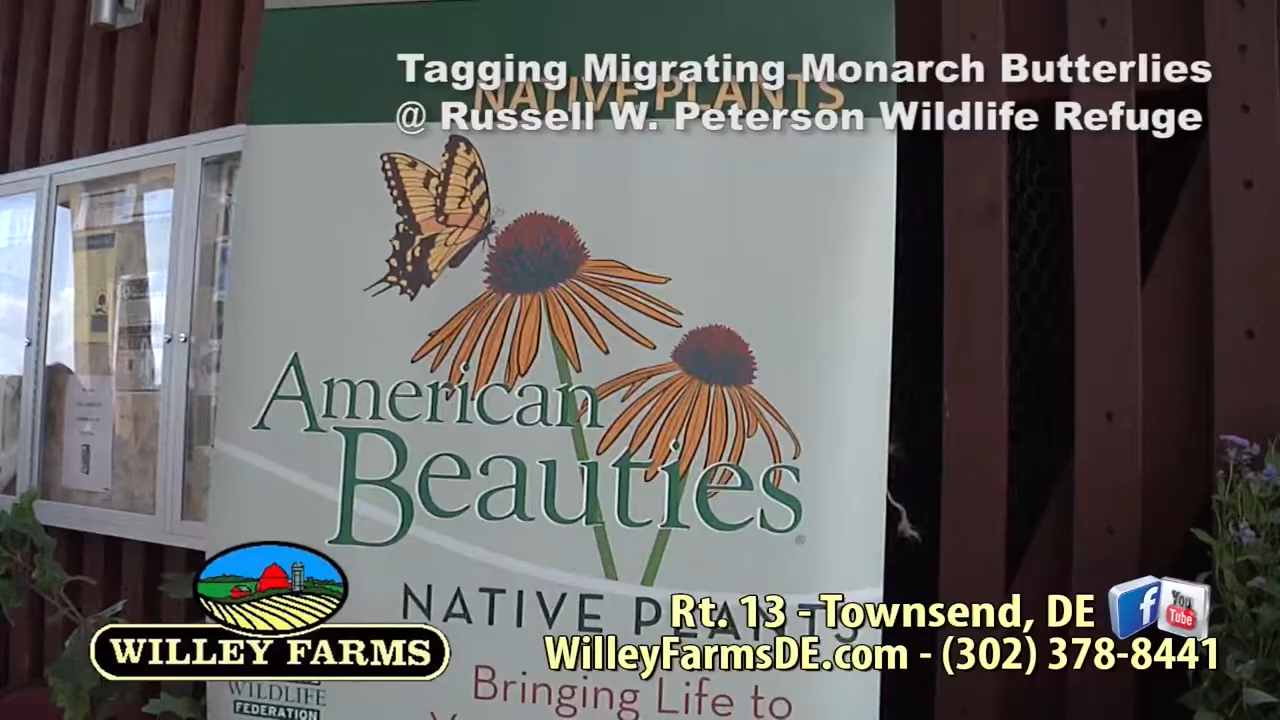 Tagging Migrating Monarch Butterlies
NATIVE PLANTS
@ Russell W. Peterson Wildlife Refuge
American
Beauties
NATIVE PLANTS
Rt. 13 - Townsend, DE
You
Tube
WILLEY FARMS
WilleyFarmsDE.com - (302) 378-8441
WILDLIFE
FEDERATION
Bringing Life to